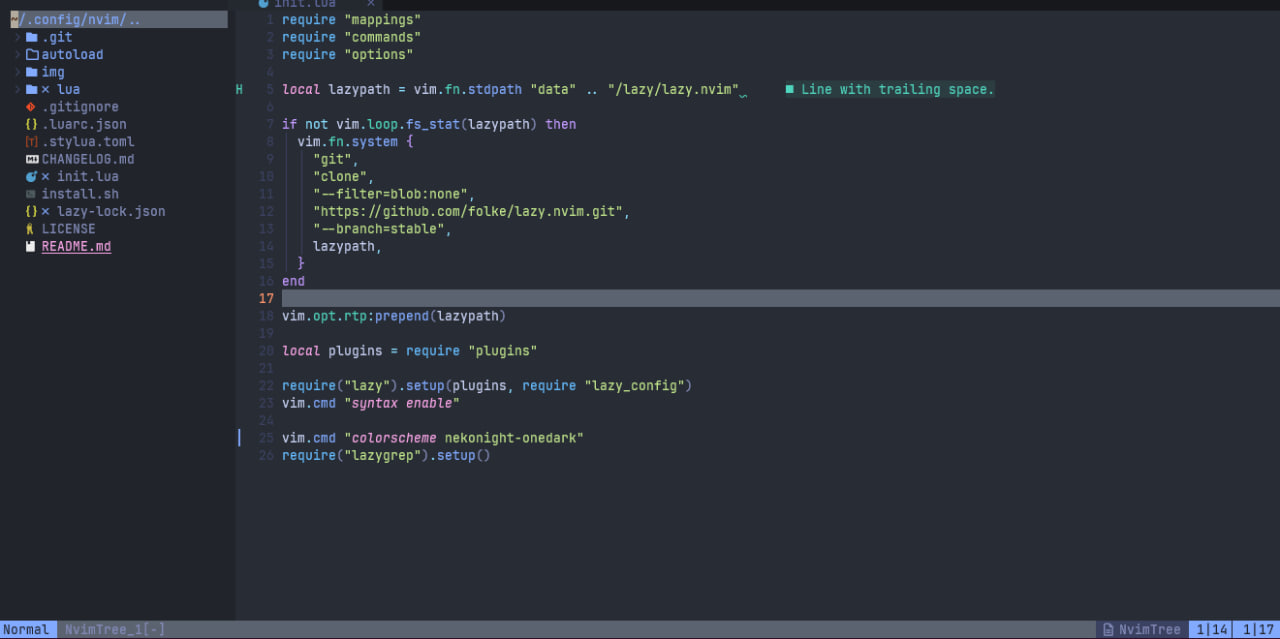 init.lua ×
~/.config/nvim/..
.git
autoload
img
× lua
.gitignore
{} .luarc.json
[T] .stylua.toml
CHANGELOG.md
× init.lua
install.sh
{} × lazy-lock.json
LICENSE
README.md
1 require "mappings"
2 require "commands"
3 require "options"
4
H 5 local lazypath = vim.fn.stdpath "data" .. "/lazy/lazy.nvim" ■ Line with trailing space.
6
7 if not vim.loop.fs_stat(lazypath) then
8 vim.fn.system {
9 "git",
10 "clone",
11 "--filter=blob:none",
12 "https://github.com/folke/lazy.nvim.git",
13 "--branch=stable",
14 lazypath,
15 }
16 end
17
18 vim.opt.rtp:prepend(lazypath)
19
20 local plugins = require "plugins"
21
22 require("lazy").setup(plugins, require "lazy_config")
23 vim.cmd "syntax enable"
24
25 vim.cmd "colorscheme nekonight-onedark"
26 require("lazygrep").setup()
Normal NvimTree_1[-] NvimTree 1|14 1|17